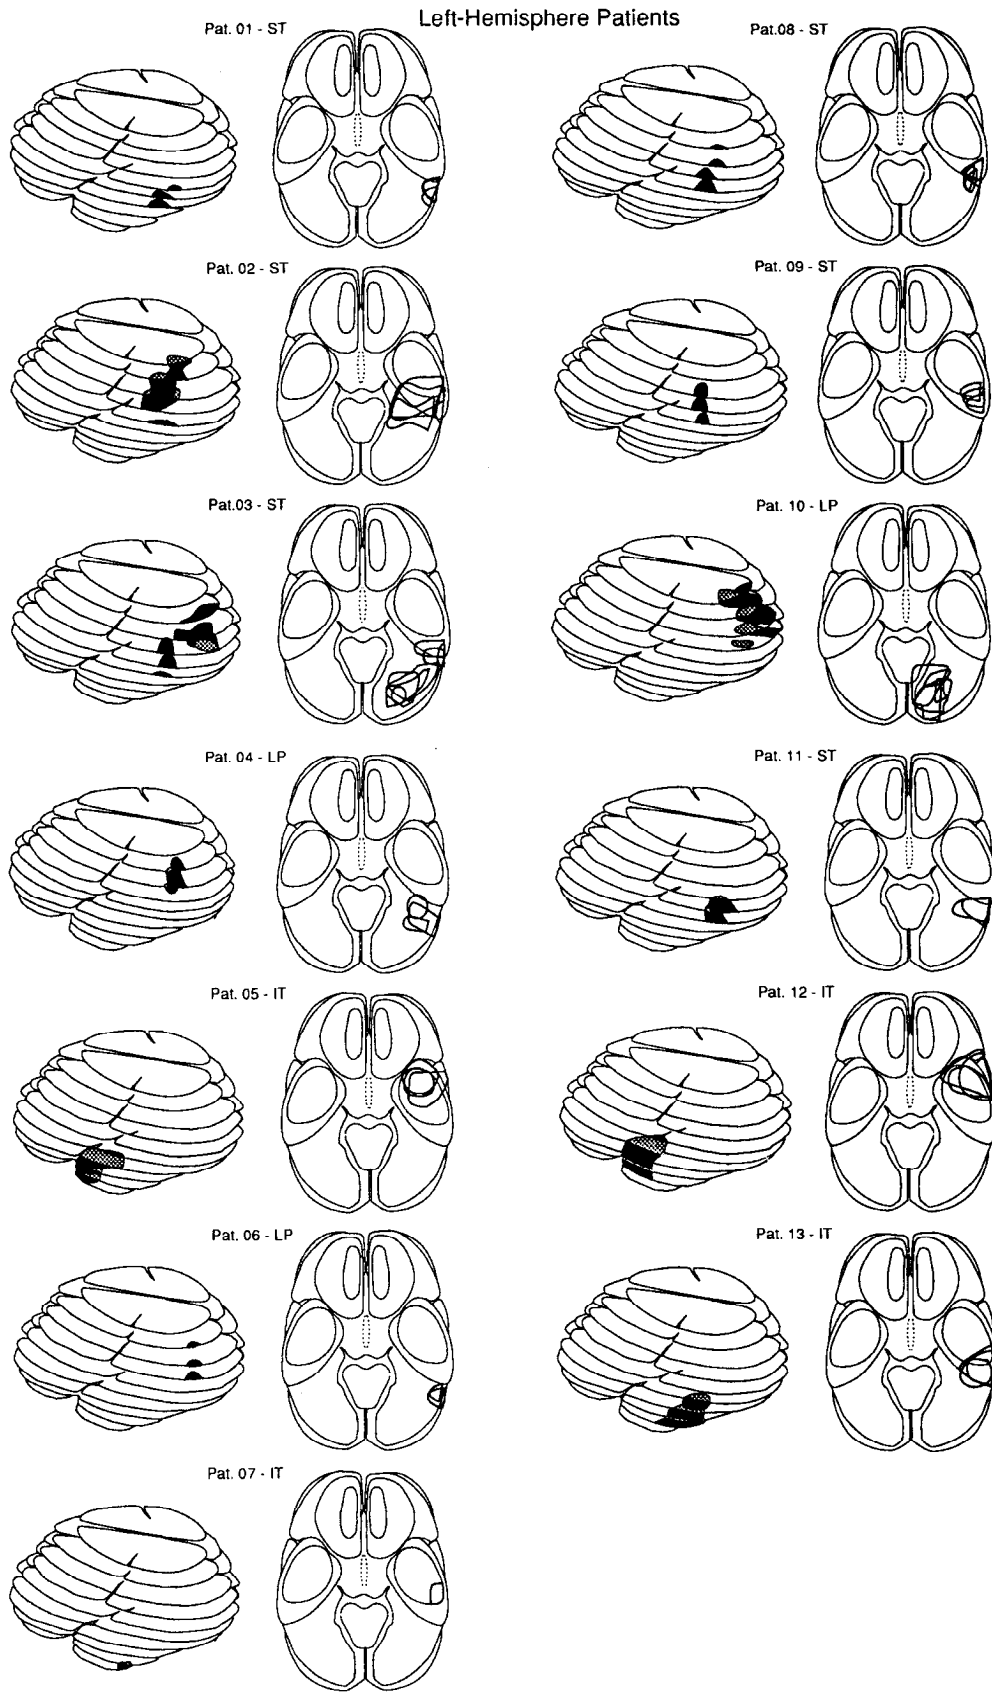 Left-Hemisphere Patients
Pat. 01 - ST
Pat.08 - ST
Pat. 02 - ST
Pat. 09 - ST
Pat.03 - ST
Pat. 10 - LP
Pat. 04 - LP
Pat. 11 - ST
Pat. 05 - IT
Pat. 12 - IT
Pat. 06 - LP
Pat. 13 - IT
Pat. 07 - IT